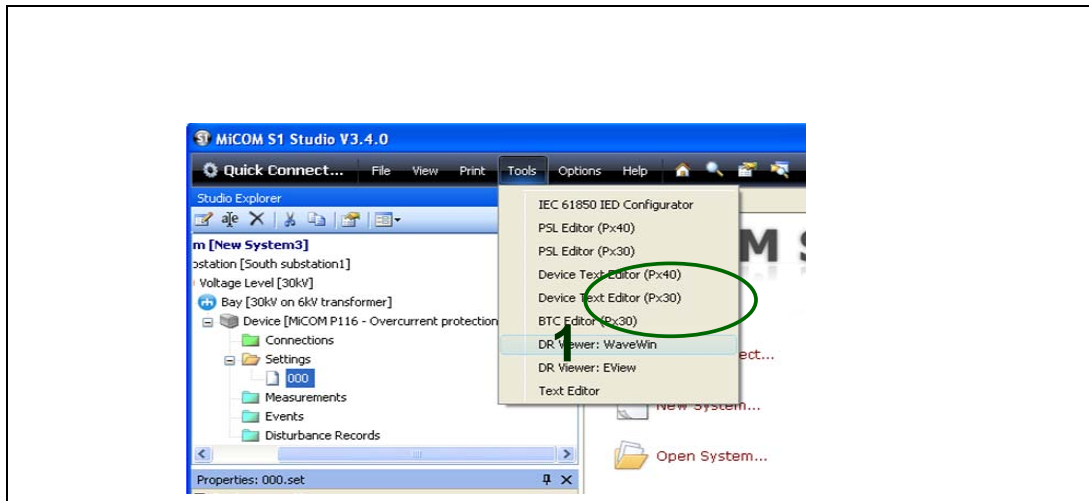 MiCOM S1 Studio V3.4.0
Quick Connect... File View Print Tools Options Help
Studio Explorer
m [New System3]
ostation [South substation1]
Voltage Level [30kV]
Bay [30kV on 6kV transformer]
Device [MiCOM P116 - Overcurrent protection
Connections
Settings
000
Measurements
Events
Disturbance Records
Properties: 000.set
IEC 61850 IED Configurator
PSL Editor (Px40)
PSL Editor (Px30)
Device Text Editor (Px40)
Device Text Editor (Px30)
BTC Editor (Px30)
DR Viewer: WaveWin
DR Viewer: EView
Text Editor
1
M S
ect...
New System...
Open System...